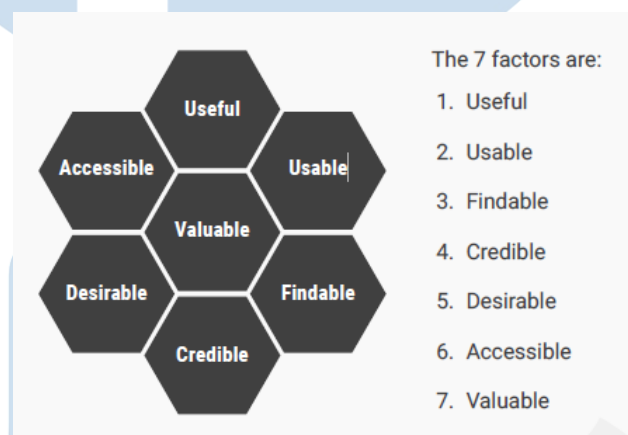 Useful
Accessible
Usable
Valuable
Desirable
Findable
Credible
The 7 factors are:
1. Useful
2. Usable
3. Findable
4. Credible
5. Desirable
6. Accessible
7. Valuable